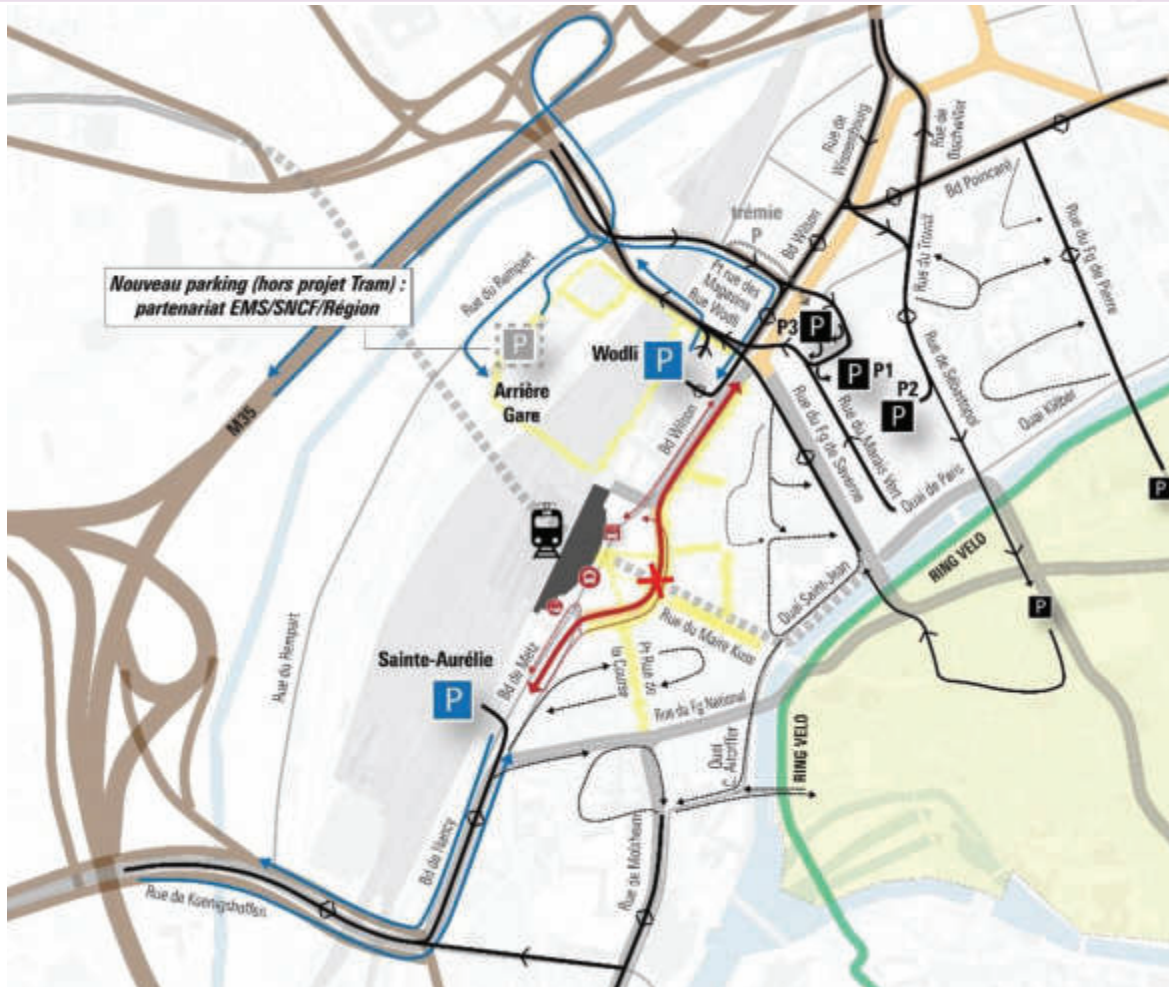 Rue de
Wissembourg
Rue de
Bischwiller
Bd Poincaré
trémie
P
Bd Wilson
Rue du Travail
Rue du Fg de Pierre
Nouveau parking (hors projet Tram) :
partenariat EMS/SNCF/Région
Rue du Rempart
Pt rue des
Magasins
Rue Wodli
P3
P
P
Wodli
P
P
P1
P2
P
Arrière
Gare
M35
Bd Wilson
Rue du Fg de Saverne
Rue du Marais Vert
Rue de Sébastopol
Quai Kléber
Quai de Paris
P
RING VELO
Quai Saint-Jean
P
Rue du Maire Kuss
Rue du Rempart
Sainte-Aurélie
P
Bd de Metz
Pt Rue de
la Course
Rue du Fg National
Quai
C. Altorffer
RING VELO
Bd de Nancy
Rue de Molsheim
Rue de Koenigshoffen